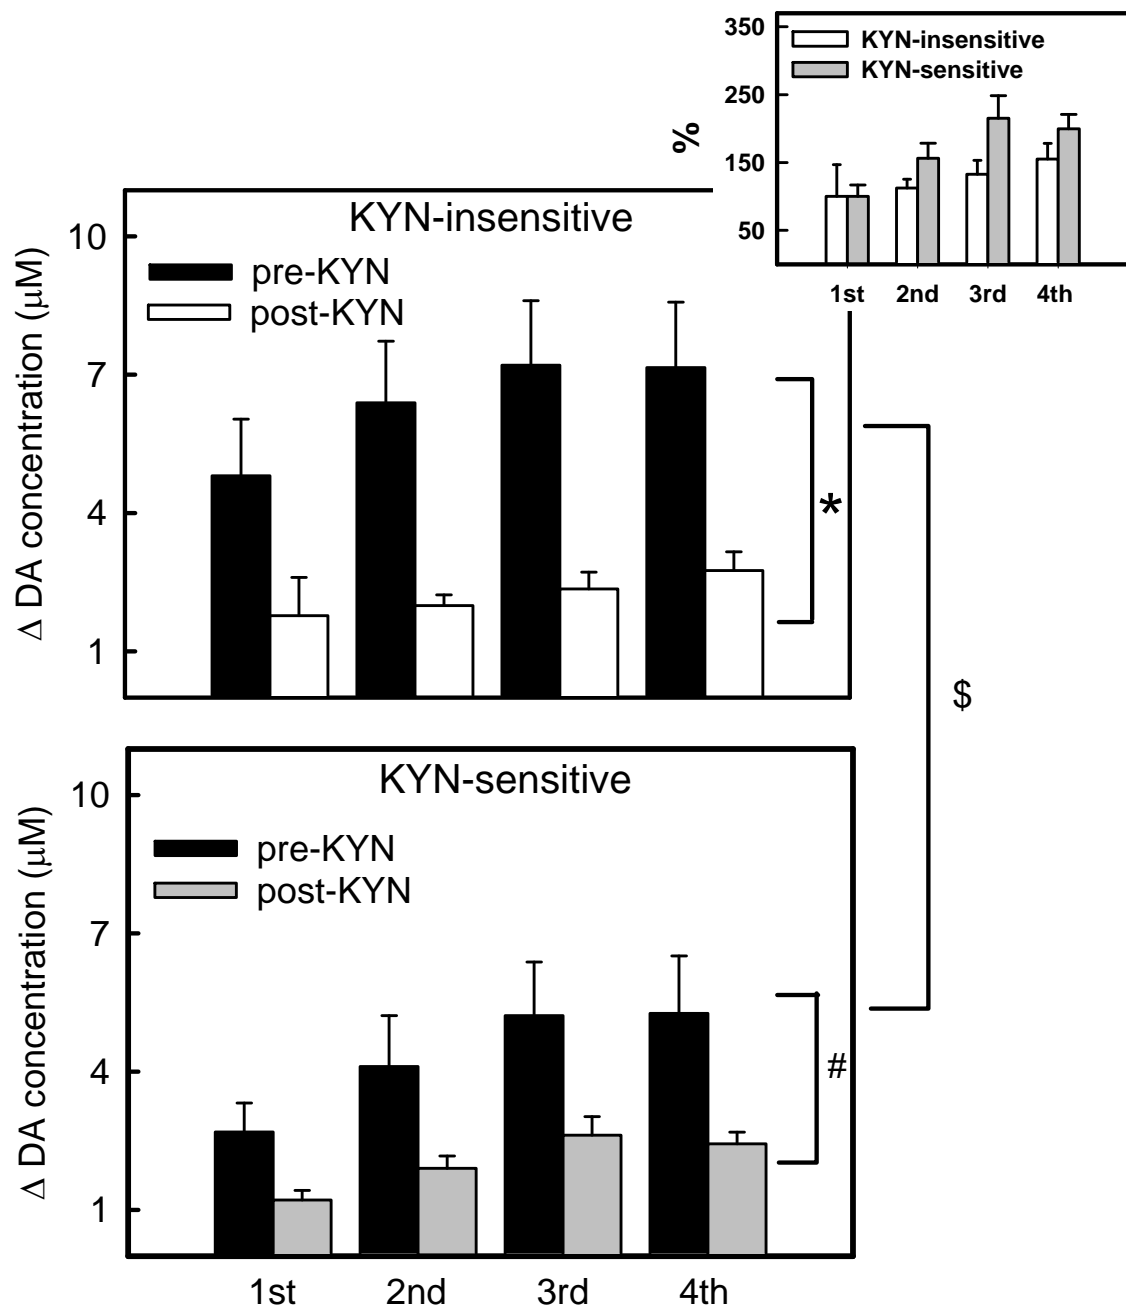 350
250
150
50
%
KYN-insensitive
KYN-sensitive
1st 2nd 3rd 4th
KYN-insensitive
pre-KYN
post-KYN
10
7
4
1
Δ DA concentration (μM)
*
$
KYN-sensitive
pre-KYN
post-KYN
10
7
4
1
Δ DA concentration (μM)
#
1st 2nd 3rd 4th